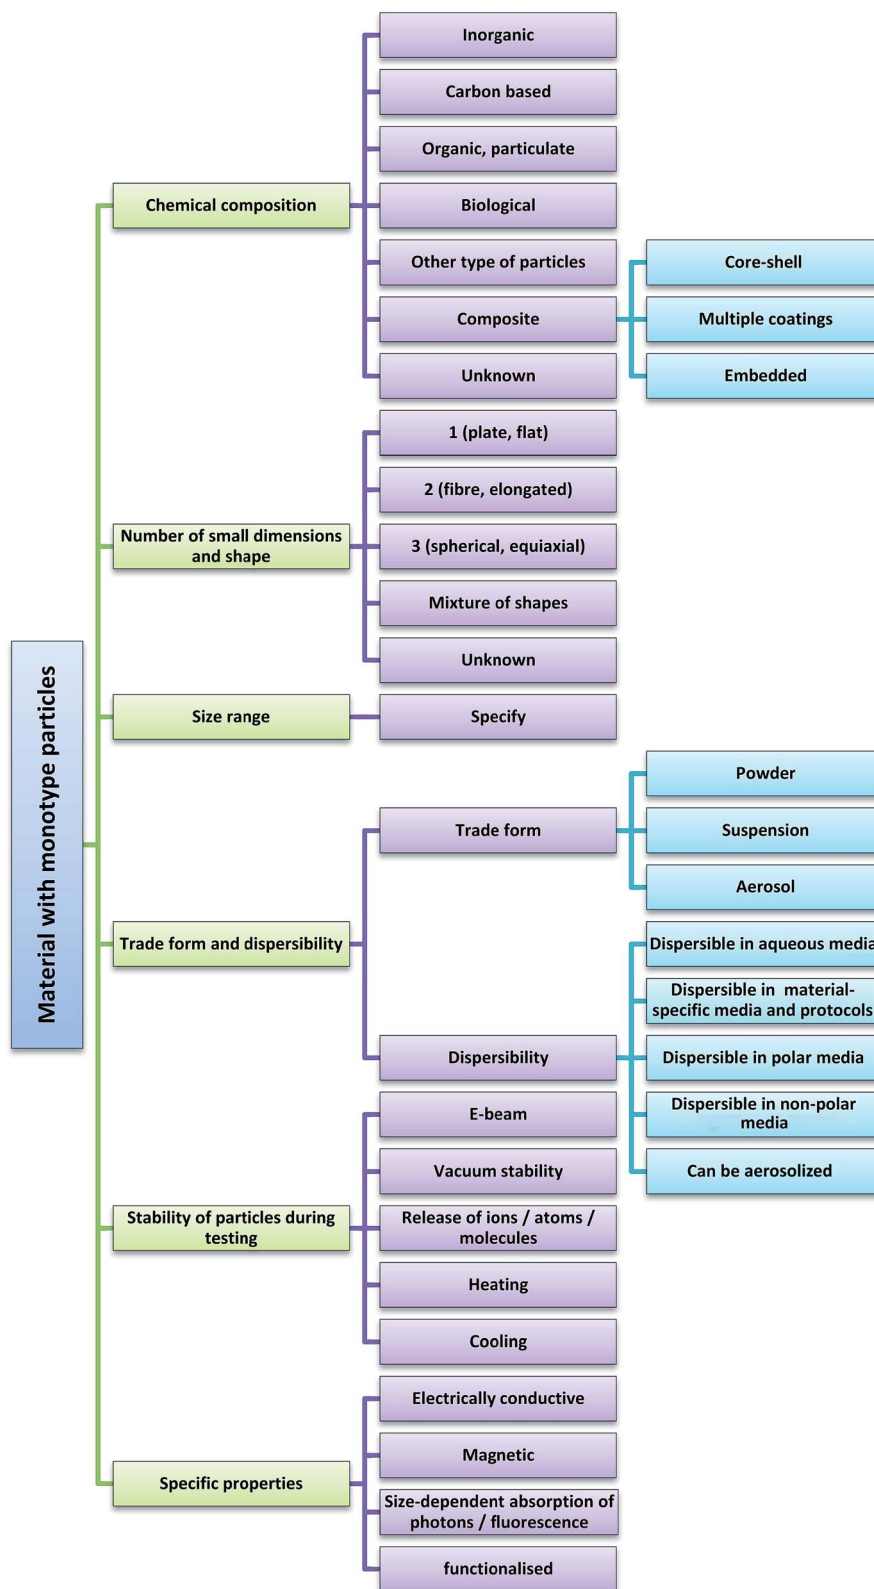 Material with monotype particles
Chemical composition
Inorganic
Carbon based
Organic, particulate
Biological
Other type of particles
Composite
Core-shell
Multiple coatings
Embedded
Unknown
Number of small dimensions
and shape
1 (plate, flat)
2 (fibre, elongated)
3 (spherical, equiaxial)
Mixture of shapes
Unknown
Size range
Specify
Trade form and dispersibility
Trade form
Powder
Suspension
Aerosol
Dispersibility
Dispersible in aqueous media
Dispersible in  material-
specific media and protocols
Dispersible in polar media
Dispersible in non-polar
media
Can be aerosolized
Stability of particles during
testing
E-beam
Vacuum stability
Release of ions / atoms /
molecules
Heating
Cooling
Specific properties
Electrically conductive
Magnetic
Size-dependent absorption of
photons / fluorescence
functionalised